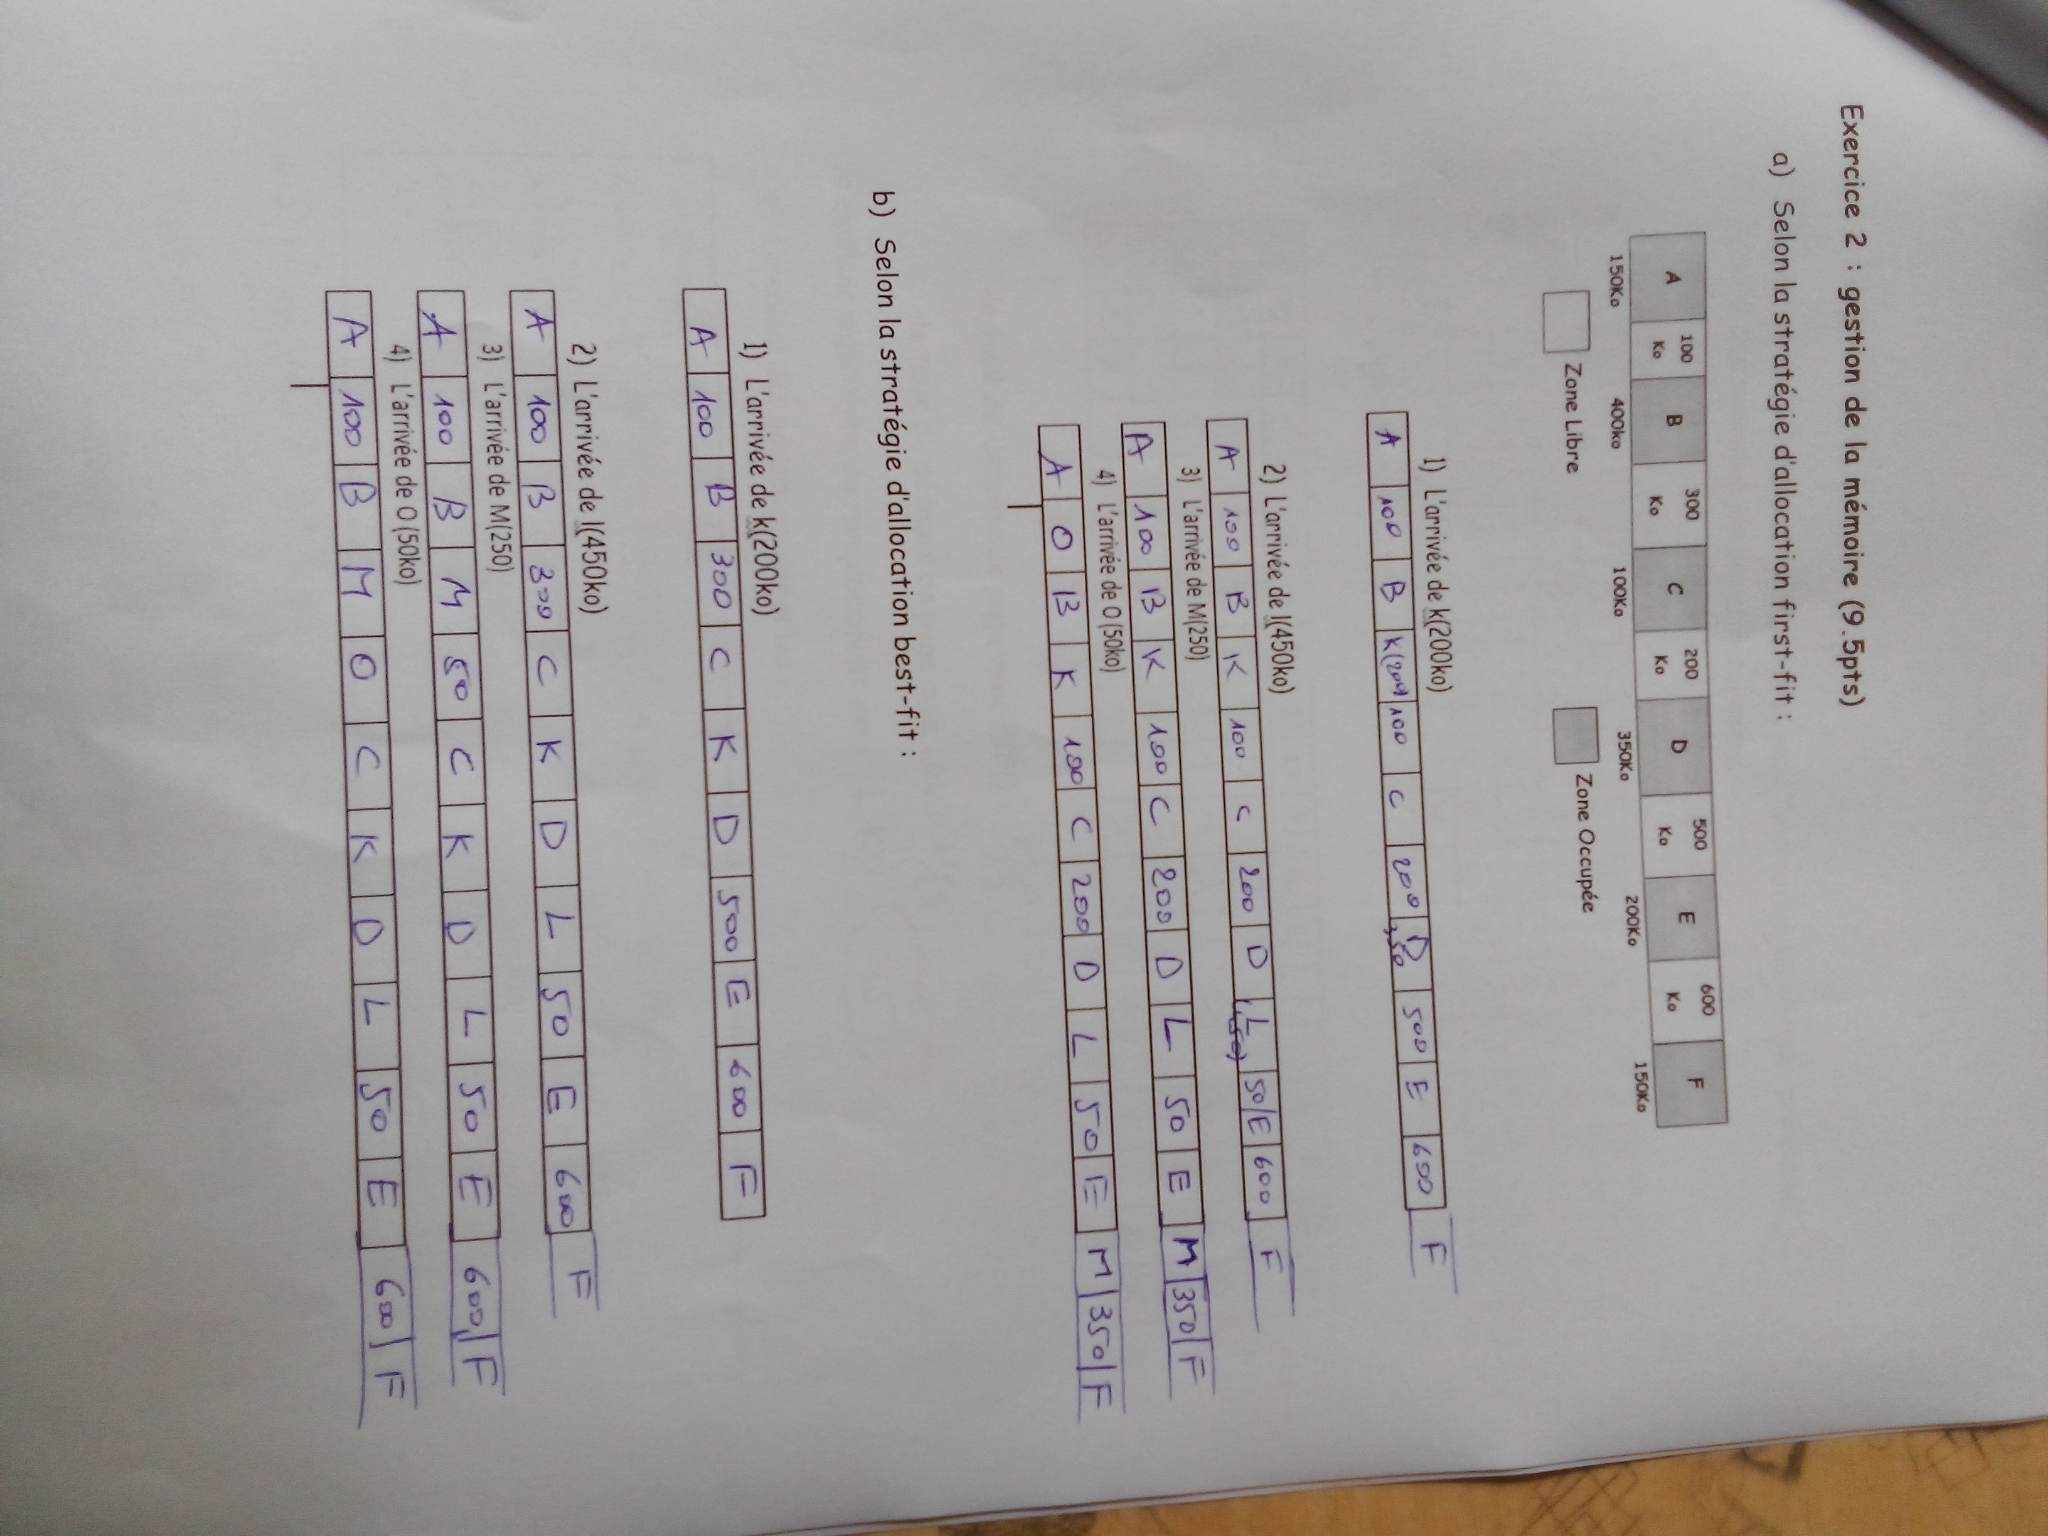 Exercice 2 : gestion de la mémoire (9.5pts)
a) Selon la stratégie d'allocation first-fit :
A 100 Ko B 300 Ko C 200 Ko D 500 Ko E 600 Ko F
150Ko 400ko 100Ko 350Ko 200Ko 150Ko
Zone Libre Zone Occupée
1) L'arrivée de k(200ko)
A 100 B K(200) 100 C 200 D 500 E 600 F
2) L'arrivée de l(450ko)
A 100 B K 100 C 200 D L 50 E 600 F
3) L'arrivée de M(250)
A 100 B K 100 C 200 D L 50 E M 350 F
4) L'arrivée de O (50ko)
A O B K 100 C 200 D L 50 E M 350 F
b) Selon la stratégie d'allocation best-fit :
1) L'arrivée de k(200ko)
A 100 B 300 C K D 500 E 600 F
2) L'arrivée de l(450ko)
A 100 B 300 C K D L 50 E 600 F
3) L'arrivée de M(250)
A 100 B M 50 C K D L 50 E 600 F
4) L'arrivée de O (50ko)
A 100 B M O C K D L 50 E 600 F